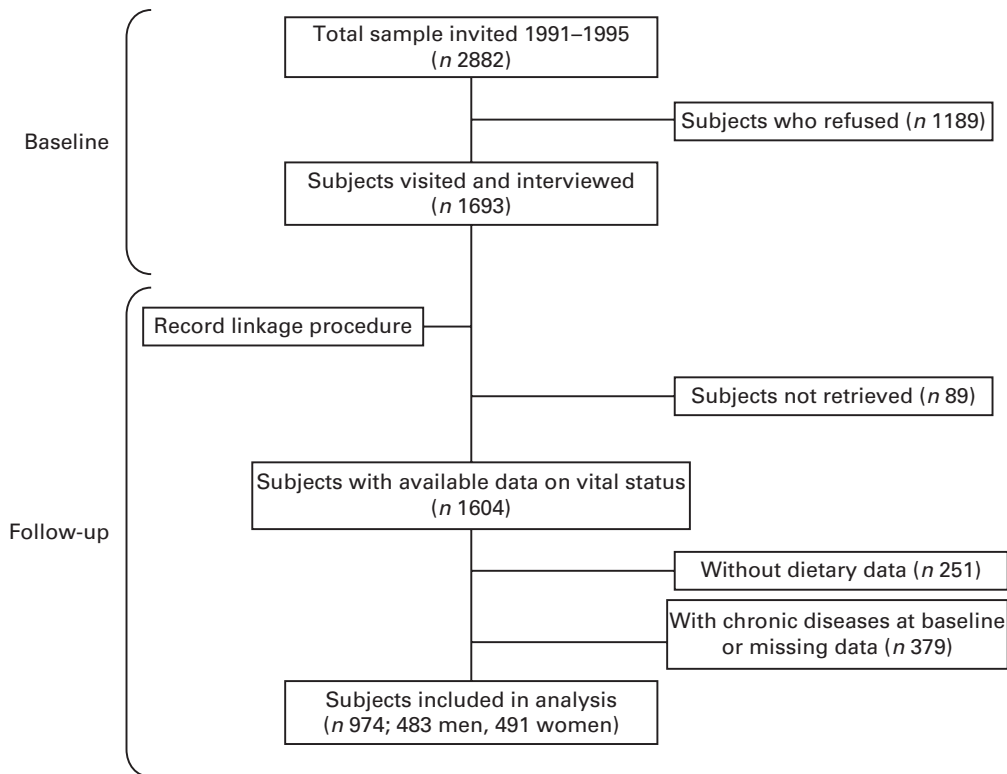 Total sample invited 1991–1995
(n 2882)
Subjects who refused (n 1189)
Baseline
Subjects visited and interviewed
(n 1693)
Record linkage procedure
Subjects not retrieved (n 89)
Subjects with available data on vital status
(n 1604)
Follow-up
Without dietary data (n 251)
With chronic diseases at baseline
or missing data (n 379)
Subjects included in analysis
(n 974; 483 men, 491 women)